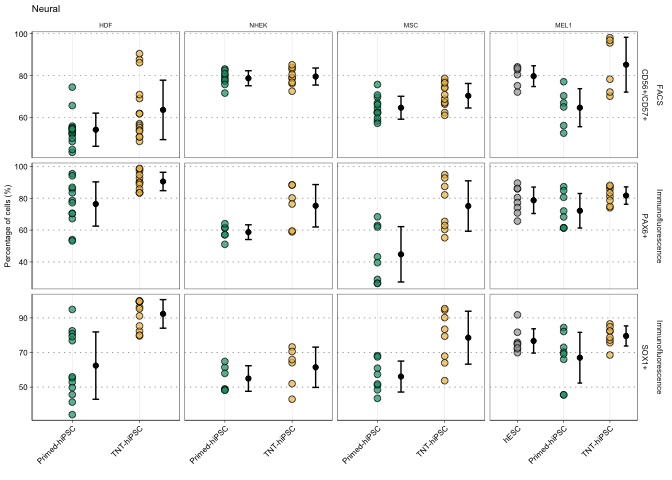 Neural
HDF NHEK MSC MEL1
Percentage of cells (%)
100
80
60
FACS
CD56+/CD57+
100
80
60
40
Immunofluorescence
PAX6+
90
70
50
Immunofluorescence
SOX1+
Primed-hiPSC TNT-hiPSC Primed-hiPSC TNT-hiPSC Primed-hiPSC TNT-hiPSC hESC Primed-hiPSC TNT-hiPSC